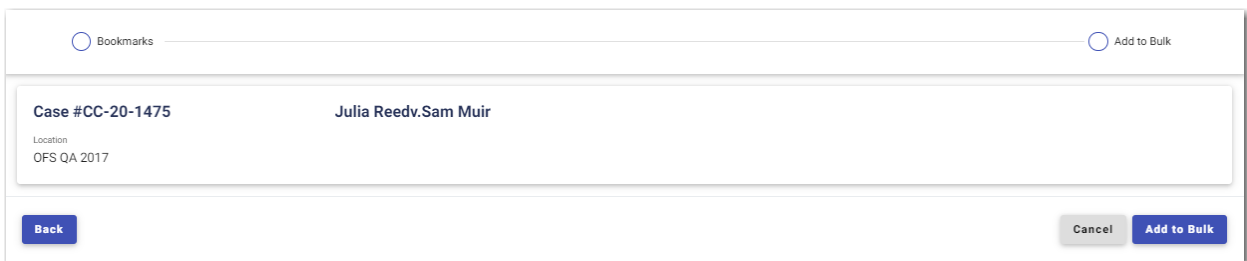 Bookmarks Add to Bulk
Case #CC-20-1475 Julia Reedv.Sam Muir
Location
OFS QA 2017
Back Cancel Add to Bulk